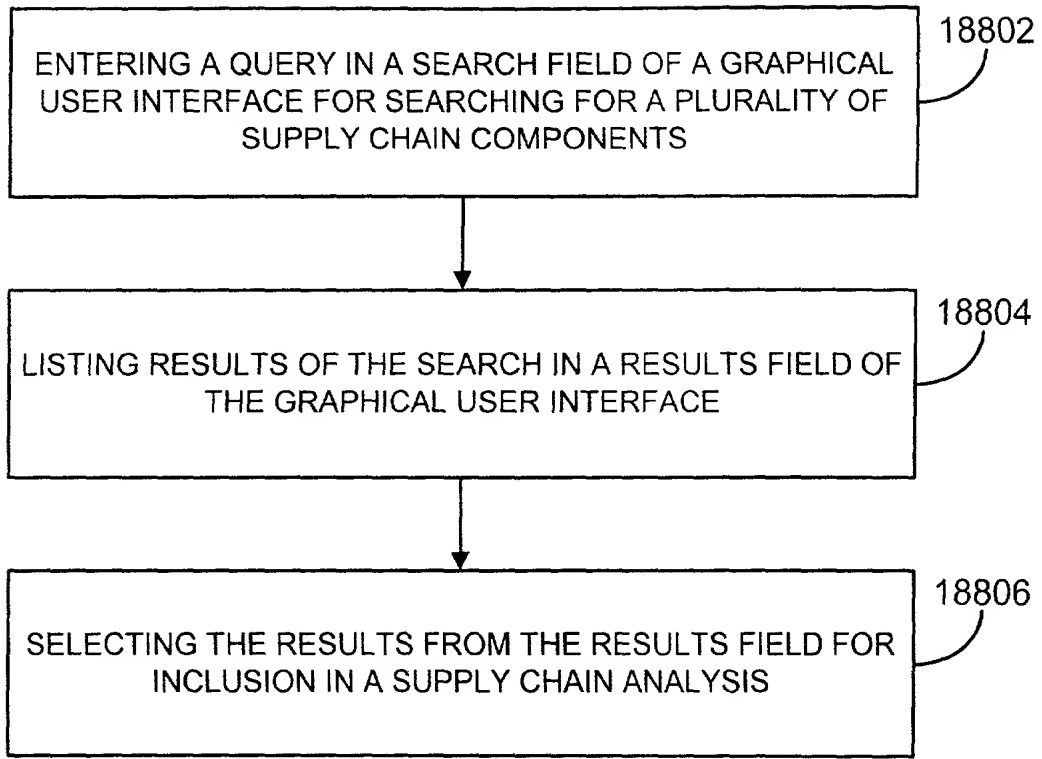 18802
ENTERING A QUERY IN A SEARCH FIELD OF A GRAPHICAL
USER INTERFACE FOR SEARCHING FOR A PLURALITY OF
SUPPLY CHAIN COMPONENTS
18804
LISTING RESULTS OF THE SEARCH IN A RESULTS FIELD OF
THE GRAPHICAL USER INTERFACE
18806
SELECTING THE RESULTS FROM THE RESULTS FIELD FOR
INCLUSION IN A SUPPLY CHAIN ANALYSIS